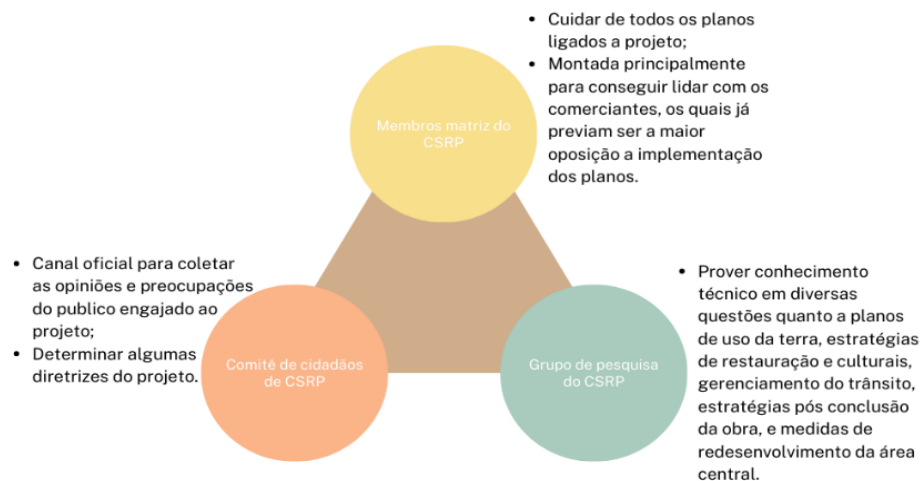 • Cuidar de todos os planos
ligados a projeto;
• Montada principalmente
para conseguir lidar com os
comerciantes, os quais já
previam ser a maior
oposição a implementação
dos planos.
Membros matriz do
CSRP
• Canal oficial para coletar
as opiniões e preocupações
do publico engajado ao
projeto;
• Determinar algumas
diretrizes do projeto.
Comitê de cidadãos
de CSRP
Grupo de pesquisa
do CSRP
• Prover conhecimento
técnico em diversas
questões quanto a planos
de uso da terra, estratégias
de restauração e culturais,
gerenciamento do trânsito,
estratégias pós conclusão
da obra, e medidas de
redesenvolvimento da área
central.